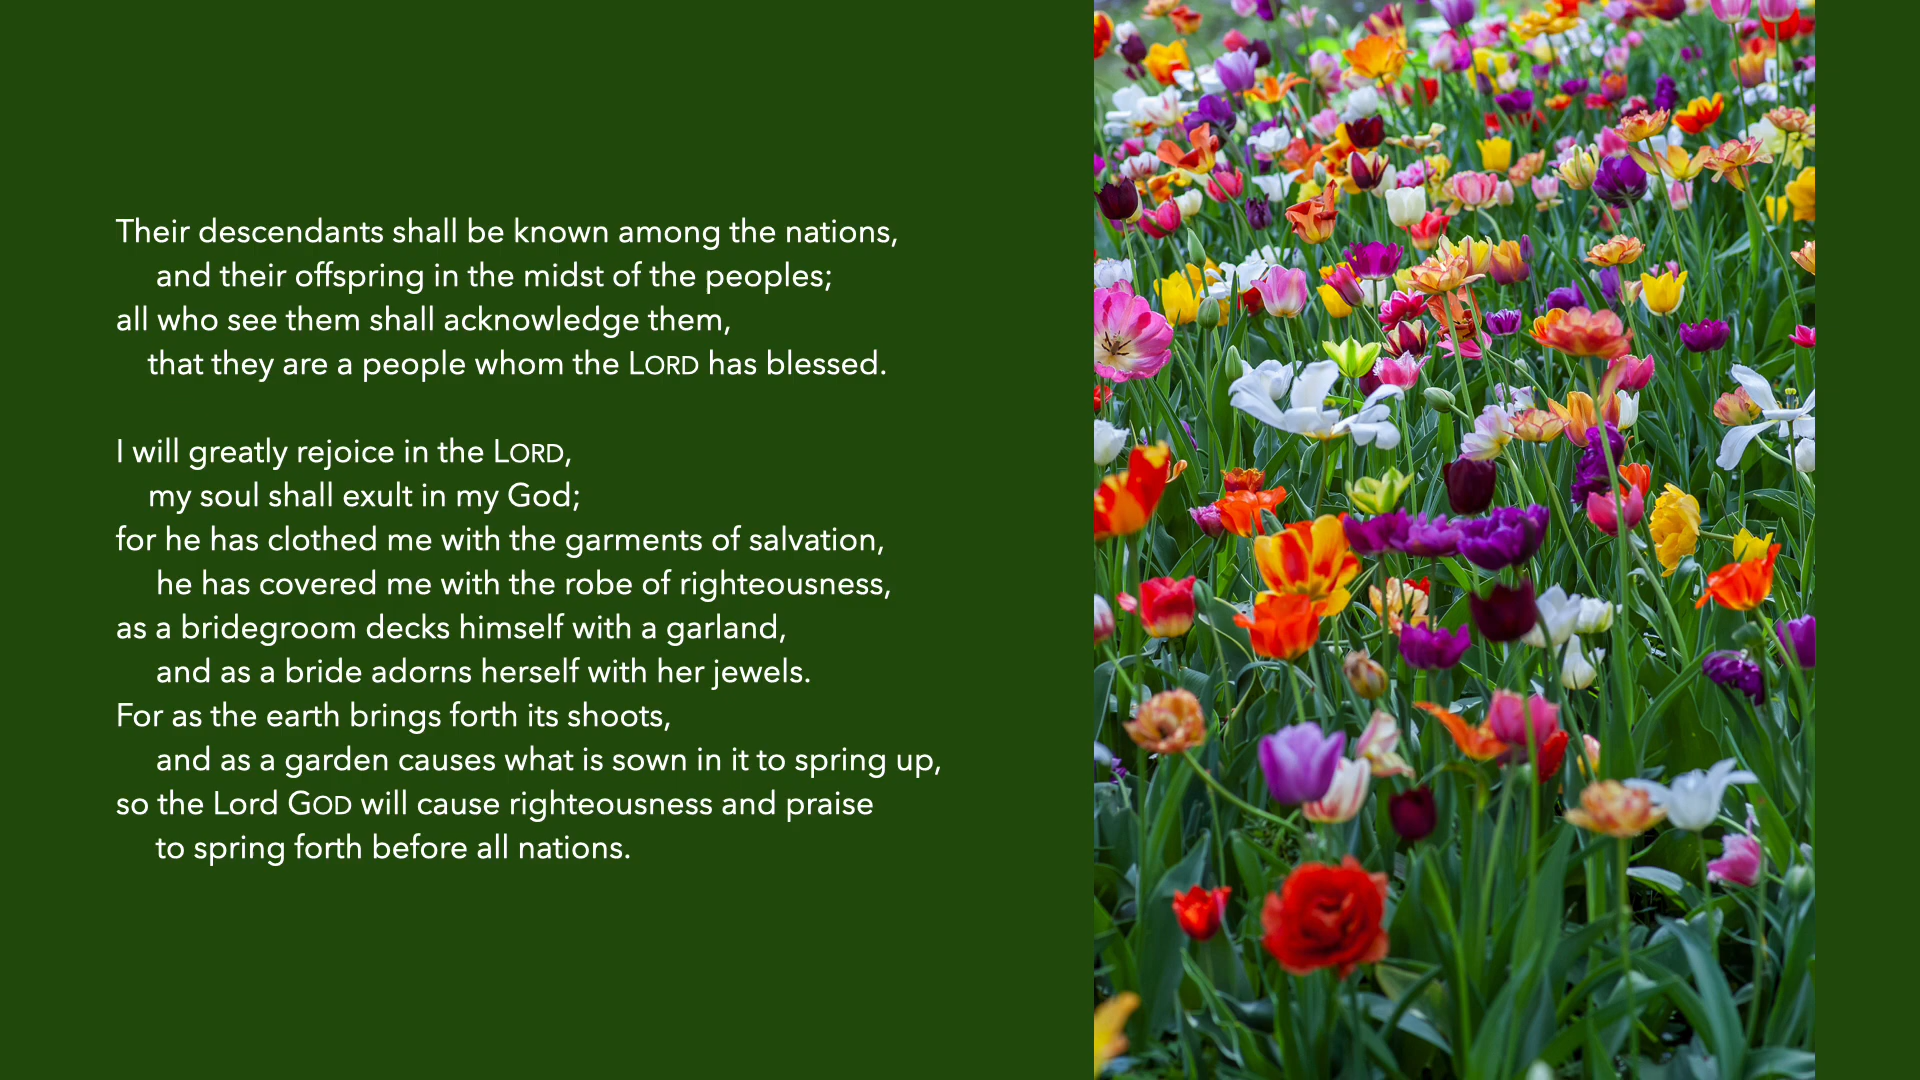 Their descendants shall be known among the nations,
and their offspring in the midst of the peoples;
all who see them shall acknowledge them,
that they are a people whom the LORD has blessed.
I will greatly rejoice in the LORD,
my soul shall exult in my God;
for he has clothed me with the garments of salvation,
he has covered me with the robe of righteousness,
as a bridegroom decks himself with a garland,
and as a bride adorns herself with her jewels.
For as the earth brings forth its shoots,
and as a garden causes what is sown in it to spring up,
so the Lord GOD will cause righteousness and praise
to spring forth before all nations.